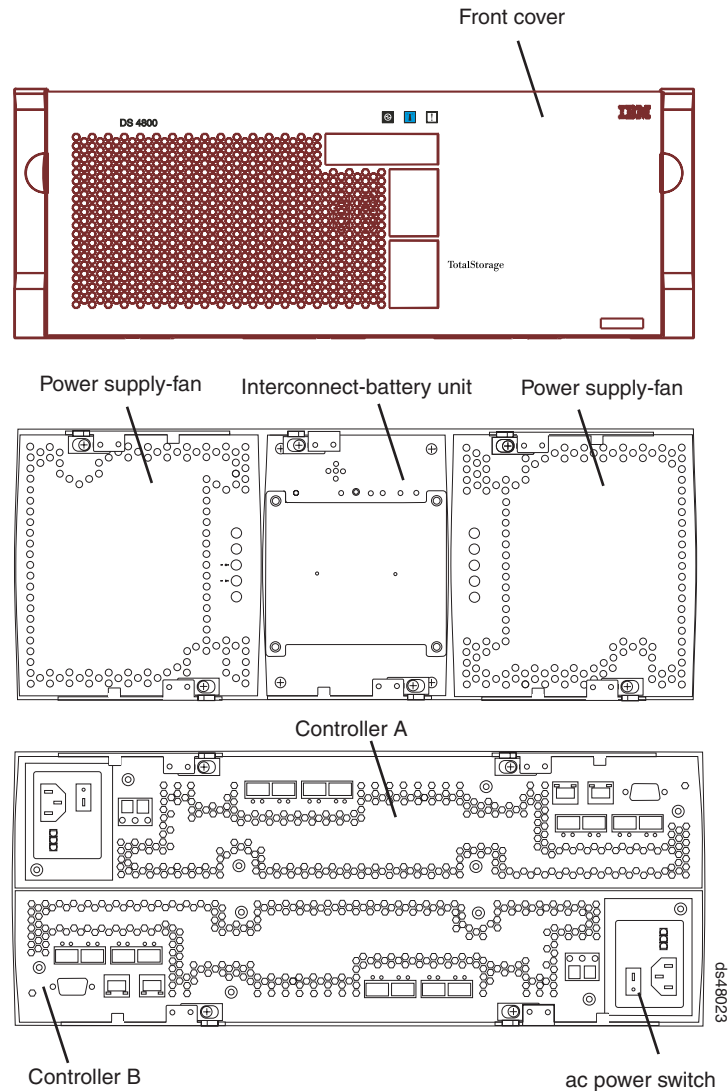 Front cover
DS 4800
IBM
TotalStorage
Power supply-fan
Interconnect-battery unit
Power supply-fan
Controller A
ds48023
Controller B
ac power switch